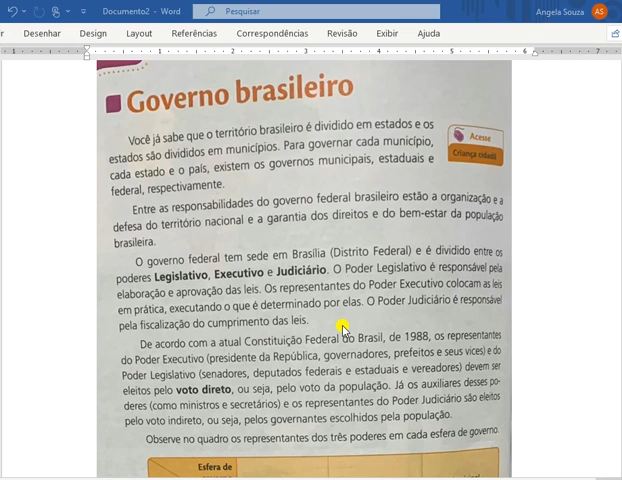 Documento2 - Word
Pesquisar
Angela Souza
AS
Desenhar Design Layout Referências Correspondências Revisão Exibir Ajuda
1 1 2 3 4 5 6 7
Governo brasileiro
Você já sabe que o território brasileiro é dividido em estados e os
estados são divididos em municípios. Para governar cada município,
cada estado e o país, existem os governos municipais, estaduais e
federal, respectivamente.
Acesse
Criança cidadã
Entre as responsabilidades do governo federal brasileiro estão a organização e a
defesa do território nacional e a garantia dos direitos e do bem-estar da população
brasileira.
O governo federal tem sede em Brasília (Distrito Federal) e é dividido entre os
poderes Legislativo, Executivo e Judiciário. O Poder Legislativo é responsável pela
elaboração e aprovação das leis. Os representantes do Poder Executivo colocam as leis
em prática, executando o que é determinado por elas. O Poder Judiciário é responsável
pela fiscalização do cumprimento das leis.
De acordo com a atual Constituição Federal do Brasil, de 1988, os representantes
do Poder Executivo (presidente da República, governadores, prefeitos e seus vices) e do
Poder Legislativo (senadores, deputados federais e estaduais e vereadores) devem ser
eleitos pelo voto direto, ou seja, pelo voto da população. Já os auxiliares desses po-
deres (como ministros e secretários) e os representantes do Poder Judiciário são eleitos
pelo voto indireto, ou seja, pelos governantes escolhidos pela população.
Observe no quadro os representantes dos três poderes em cada esfera de governo.
Esfera de